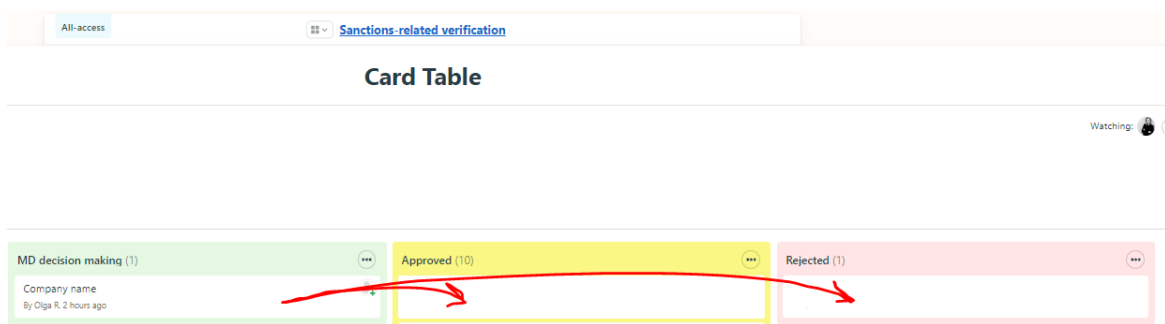 All-access
Sanctions-related verification
Card Table
Watching:
MD decision making (1)
Approved (10)
Rejected (1)
Company name
By Olga R. 2 hours ago